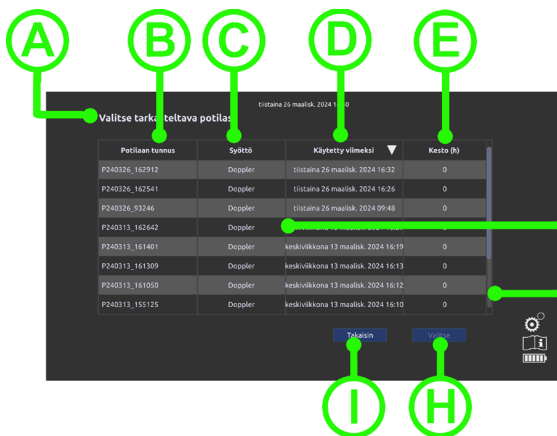 A B C D E
tiistaina 26 maalisk. 2024
Valitse tarkasteltava potilas
Potilaan tunnus Syöttö Käytetty viimeksi Kesto (h)
P240326_162912 Doppler tiistaina 26 maalisk. 2024 16:32 0
P240326_162541 Doppler tiistaina 26 maalisk. 2024 16:26 0
P240326_93246 Doppler tiistaina 26 maalisk. 2024 09:48 0
P240313_162642 Doppler 0
P240313_161401 Doppler keskiviikkona 13 maalisk. 2024 16:19 0
P240313_161309 Doppler keskiviikkona 13 maalisk. 2024 16:13 0
P240313_161050 Doppler keskiviikkona 13 maalisk. 2024 16:12 0
P240313_155125 Doppler keskiviikkona 13 maalisk. 2024 16:10 0
Takaisin Valitse
I H